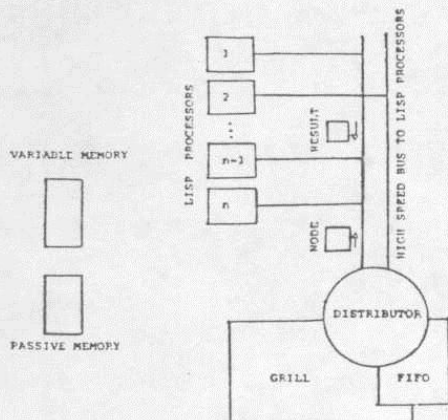 1
2
...
n-1
n
LISP PROCESSORS
RESULT
NODE
HIGH SPEED BUS TO LISP PROCESSORS
VARIABLE MEMORY
PASSIVE MEMORY
DISTRIBUTOR
GRILL
FIFO